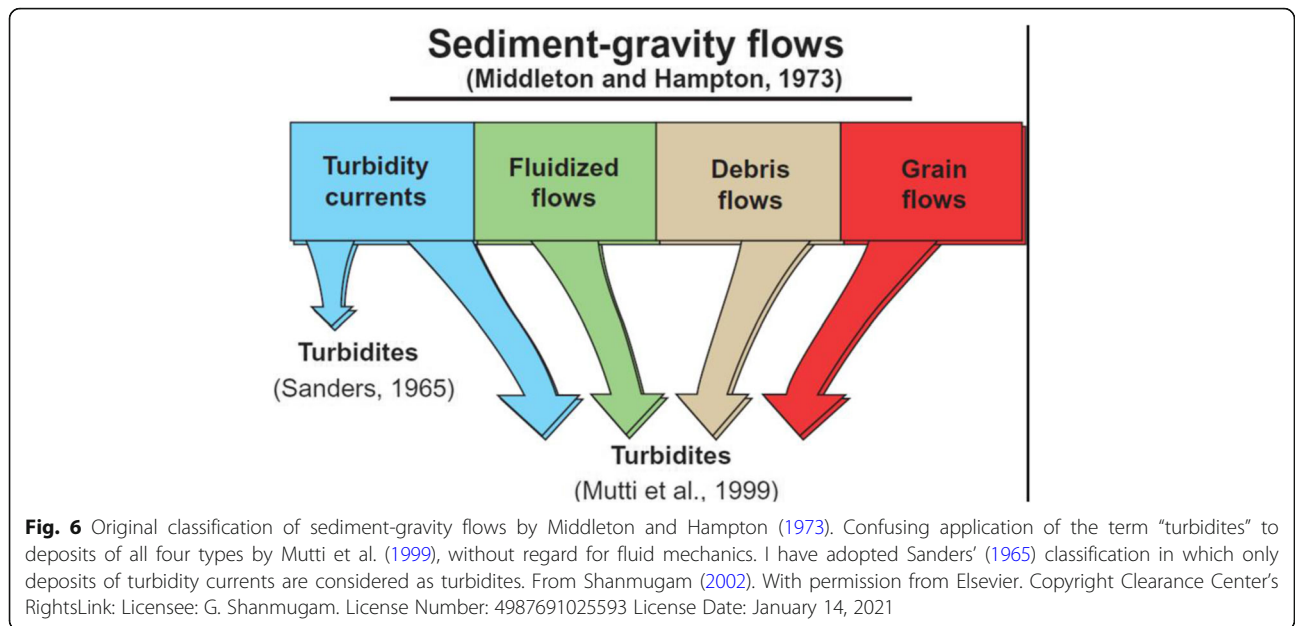 Sediment-gravity flows
(Middleton and Hampton, 1973)
Turbidity
currents
Fluidized
flows
Debris
flows
Grain
flows
Turbidites
(Sanders, 1965)
Turbidites
(Mutti et al., 1999)
Fig. 6 Original classification of sediment-gravity flows by Middleton and Hampton (1973). Confusing application of the term “turbidites” to
deposits of all four types by Mutti et al. (1999), without regard for fluid mechanics. I have adopted Sanders’ (1965) classification in which only
deposits of turbidity currents are considered as turbidites. From Shanmugam (2002). With permission from Elsevier. Copyright Clearance Center’s
RightsLink: Licensee: G. Shanmugam. License Number: 4987691025593 License Date: January 14, 2021